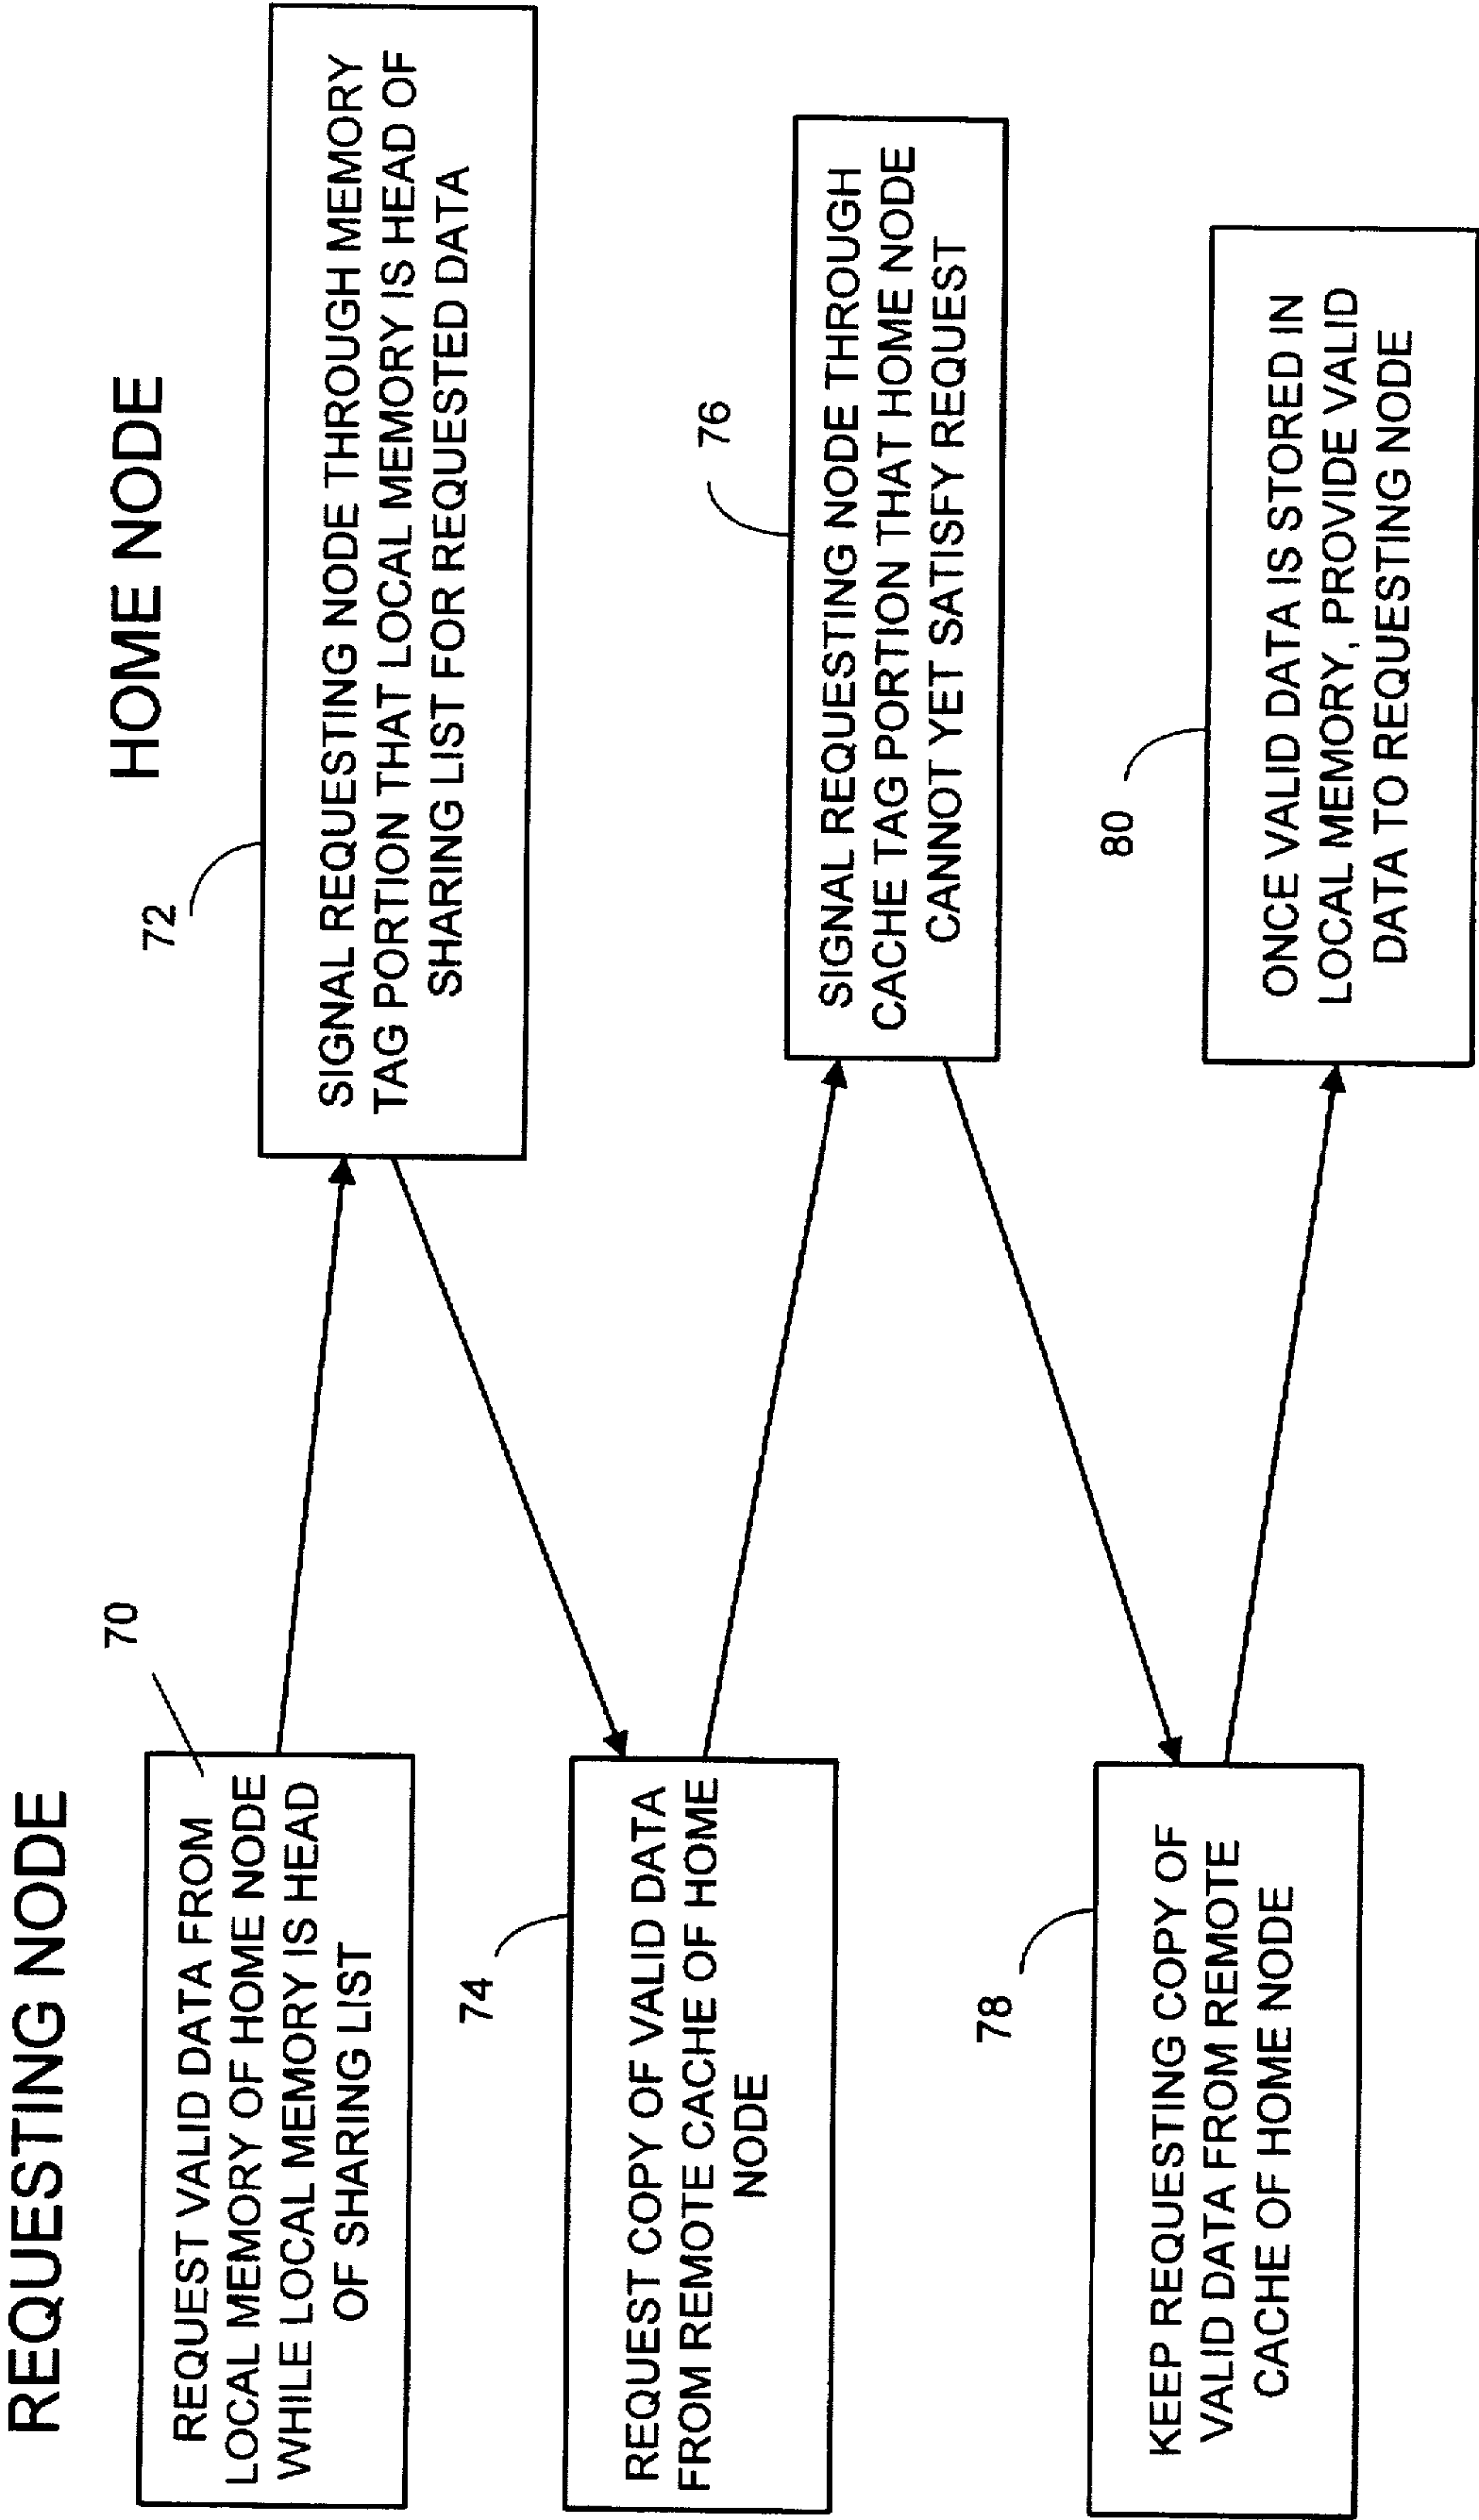 REQUESTING NODE
HOME NODE
70
REQUEST VALID DATA FROM
LOCAL MEMORY OF HOME NODE
WHILE LOCAL MEMORY IS HEAD
OF SHARING LIST
72
SIGNAL REQUESTING NODE THROUGH MEMORY
TAG PORTION THAT LOCAL MEMORY IS HEAD OF
SHARING LIST FOR REQUESTED DATA
74
REQUEST COPY OF VALID DATA
FROM REMOTE CACHE OF HOME
NODE
76
SIGNAL REQUESTING NODE THROUGH
CACHE TAG PORTION THAT HOME NODE
CANNOT YET SATISFY REQUEST
78
KEEP REQUESTING COPY OF
VALID DATA FROM REMOTE
CACHE OF HOME NODE
80
ONCE VALID DATA IS STORED IN
LOCAL MEMORY, PROVIDE VALID
DATA TO REQUESTING NODE